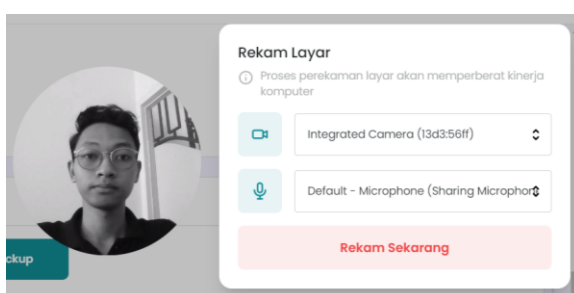 Rekam Layar
Proses perekaman layar akan memperberat kinerja
komputer
Integrated Camera (13d3:56ff)
Default - Microphone (Sharing Microphon
Rekam Sekarang
ckup